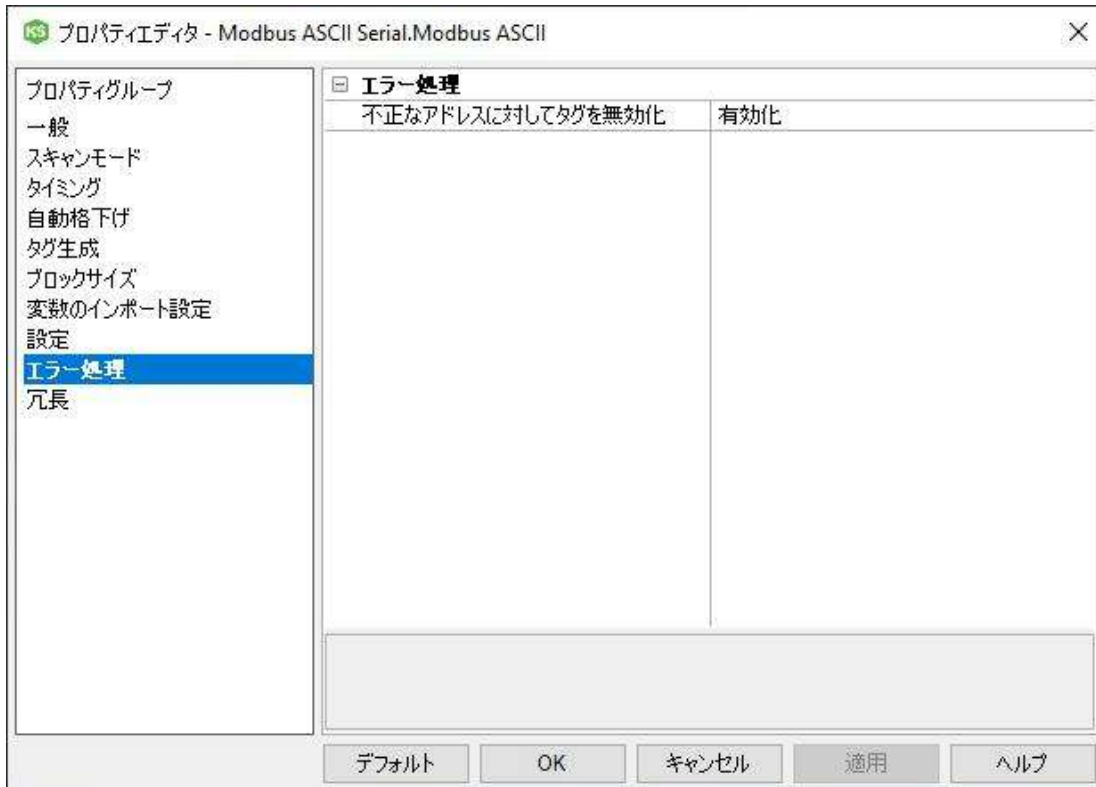 KS プロパティエディタ - Modbus ASCII Serial.Modbus ASCII
プロパティグループ
一般
スキャンモード
タイミング
自動格下げ
タグ生成
ブロックサイズ
変数のインポート設定
設定
エラー処理
冗長
エラー処理
不正なアドレスに対してタグを無効化 有効化
デフォルト OK キャンセル 適用 ヘルプ